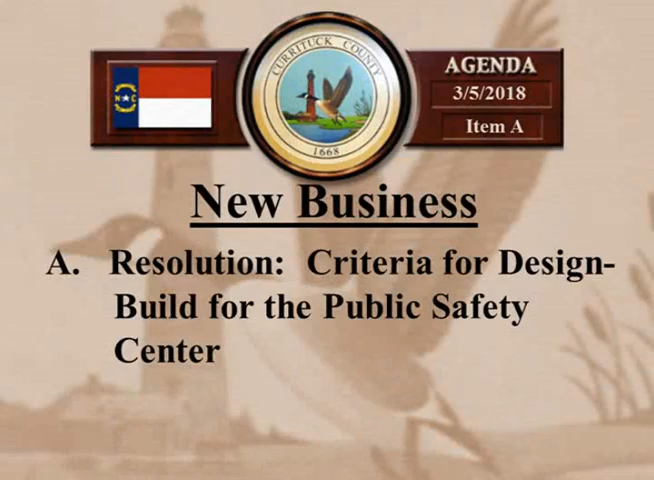 CURRITUCK COUNTY
1668
N C
AGENDA
3/5/2018
Item A
New Business
A. Resolution: Criteria for Design-
Build for the Public Safety
Center